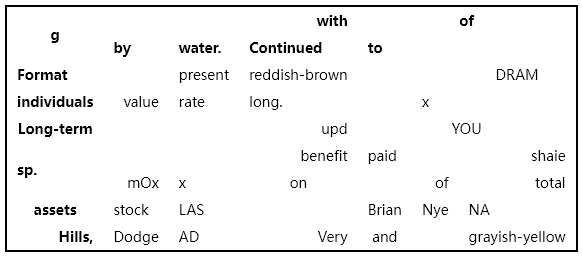 with of
g
by water. Continued to
Format present reddish-brown DRAM
individuals value rate long. x
Long-term upd YOU
benefit paid shaie
sp.
mOx x on of total
assets stock LAS Brian Nye NA
Hills, Dodge AD Very and grayish-yellow